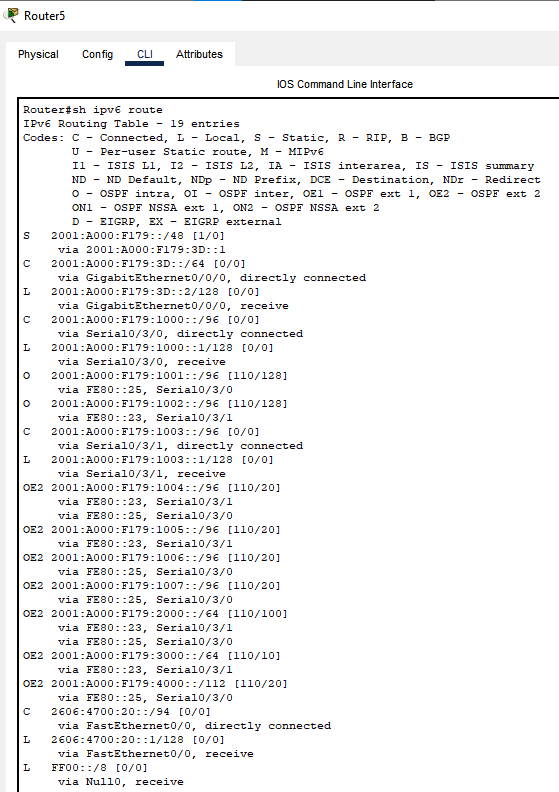 Router5
Physical Config CLI Attributes
IOS Command Line Interface
Router#sh ipv6 route
IPv6 Routing Table - 19 entries
Codes: C - Connected, L - Local, S - Static, R - RIP, B - BGP
U - Per-user Static route, M - MIPv6
I1 - ISIS L1, I2 - ISIS L2, IA - ISIS interarea, IS - ISIS summary
ND - ND Default, NDp - ND Prefix, DCE - Destination, NDr - Redirect
O - OSPF intra, OI - OSPF inter, OE1 - OSPF ext 1, OE2 - OSPF ext 2
ON1 - OSPF NSSA ext 1, ON2 - OSPF NSSA ext 2
D - EIGRP, EX - EIGRP external
S 2001:A000:F179::/48 [1/0]
via 2001:A000:F179:3D::1
C 2001:A000:F179:3D::/64 [0/0]
via GigabitEthernet0/0/0, directly connected
L 2001:A000:F179:3D::2/128 [0/0]
via GigabitEthernet0/0/0, receive
C 2001:A000:F179:1000::/96 [0/0]
via Serial0/3/0, directly connected
L 2001:A000:F179:1000::1/128 [0/0]
via Serial0/3/0, receive
O 2001:A000:F179:1001::/96 [110/128]
via FE80::25, Serial0/3/0
O 2001:A000:F179:1002::/96 [110/128]
via FE80::23, Serial0/3/1
C 2001:A000:F179:1003::/96 [0/0]
via Serial0/3/1, directly connected
L 2001:A000:F179:1003::1/128 [0/0]
via Serial0/3/1, receive
OE2 2001:A000:F179:1004::/96 [110/20]
via FE80::23, Serial0/3/1
via FE80::25, Serial0/3/0
OE2 2001:A000:F179:1005::/96 [110/20]
via FE80::23, Serial0/3/1
OE2 2001:A000:F179:1006::/96 [110/20]
via FE80::25, Serial0/3/0
OE2 2001:A000:F179:1007::/96 [110/20]
via FE80::25, Serial0/3/0
OE2 2001:A000:F179:2000::/64 [110/100]
via FE80::23, Serial0/3/1
via FE80::25, Serial0/3/0
OE2 2001:A000:F179:3000::/64 [110/10]
via FE80::23, Serial0/3/1
OE2 2001:A000:F179:4000::/112 [110/20]
via FE80::25, Serial0/3/0
C 2606:4700:20::/94 [0/0]
via FastEthernet0/0, directly connected
L 2606:4700:20::1/128 [0/0]
via FastEthernet0/0, receive
L FF00::/8 [0/0]
via Null0, receive